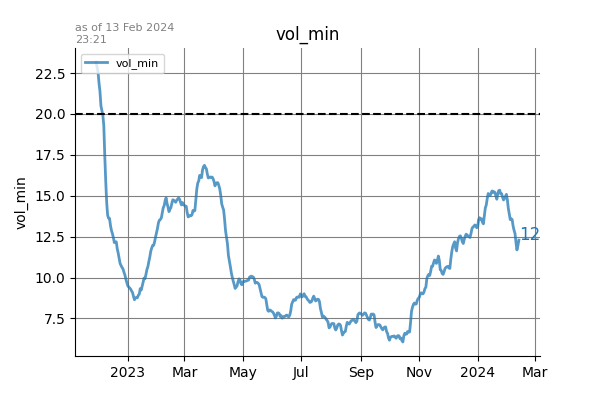 as of 13 Feb 2024
23:21
vol_min
vol_min
22.5
20.0
17.5
15.0
12.5
10.0
7.5
vol_min
12
2023
Mar
May
Jul
Sep
Nov
2024
Mar